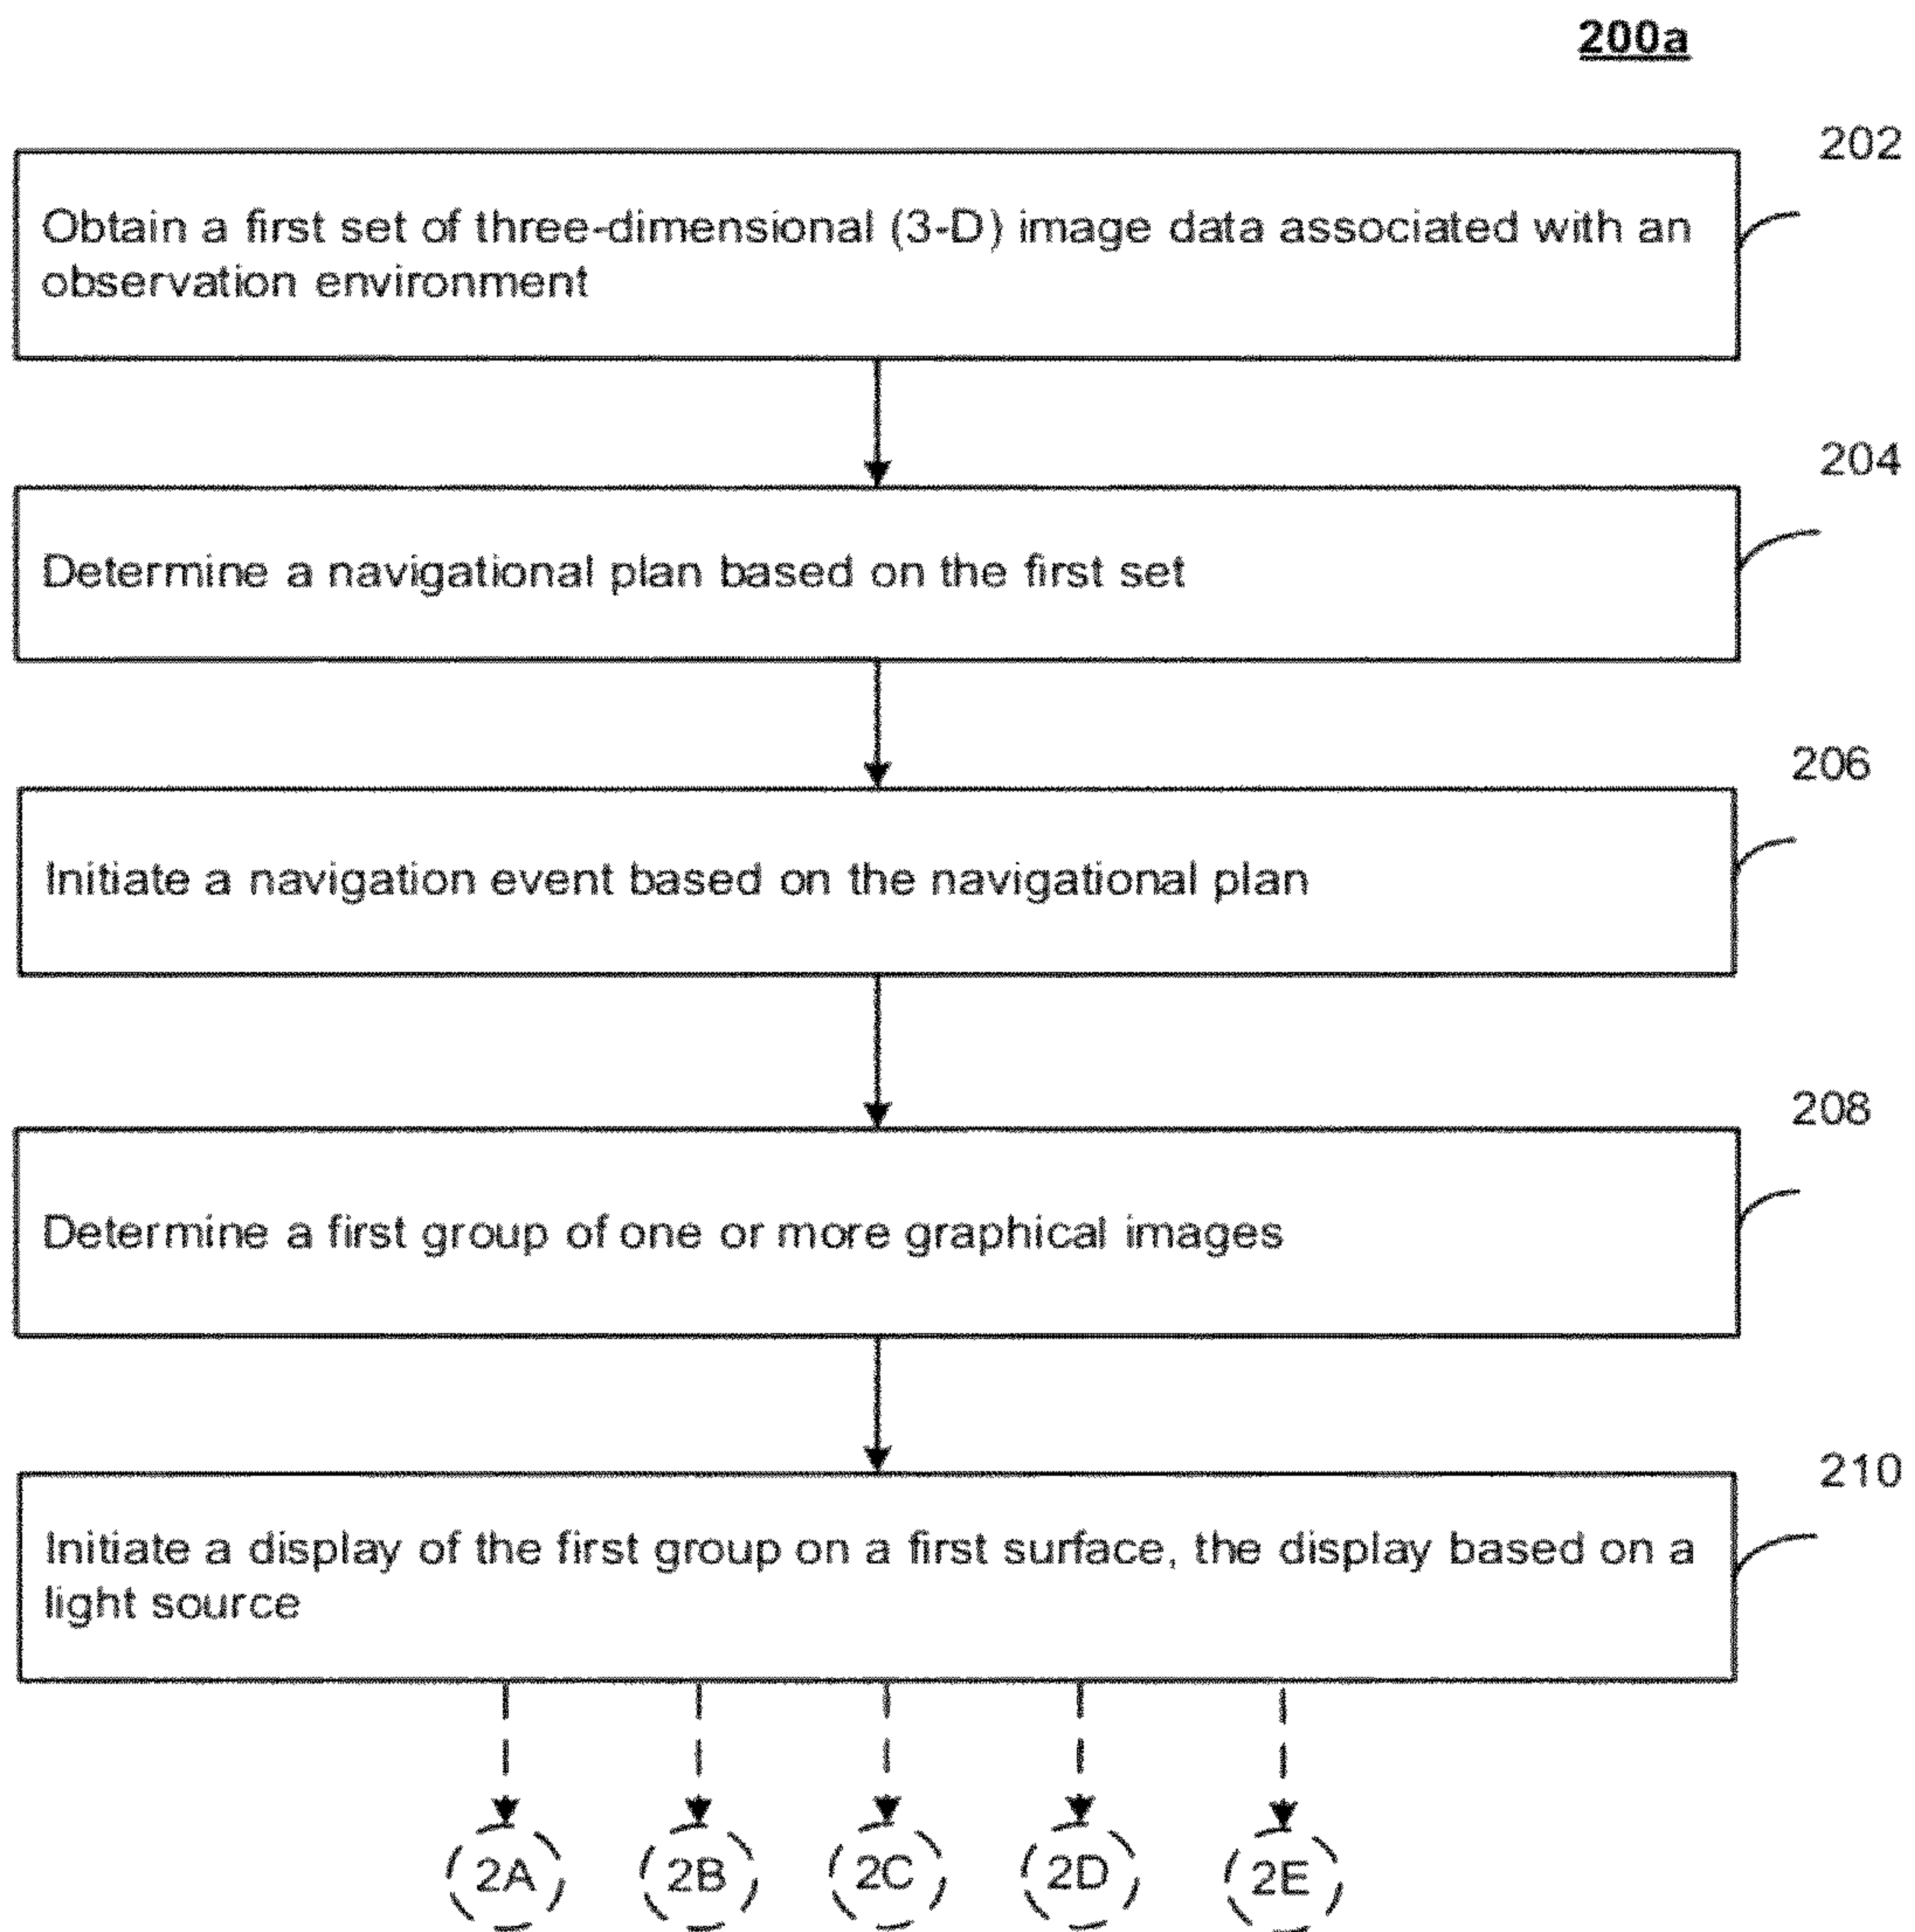 200a
202
Obtain a first set of three-dimensional (3-D) image data associated with an
observation environment
204
Determine a navigational plan based on the first set
206
Initiate a navigation event based on the navigational plan
208
Determine a first group of one or more graphical images
210
Initiate a display of the first group on a first surface, the display based on a
light source
2A 2B 2C 2D 2E